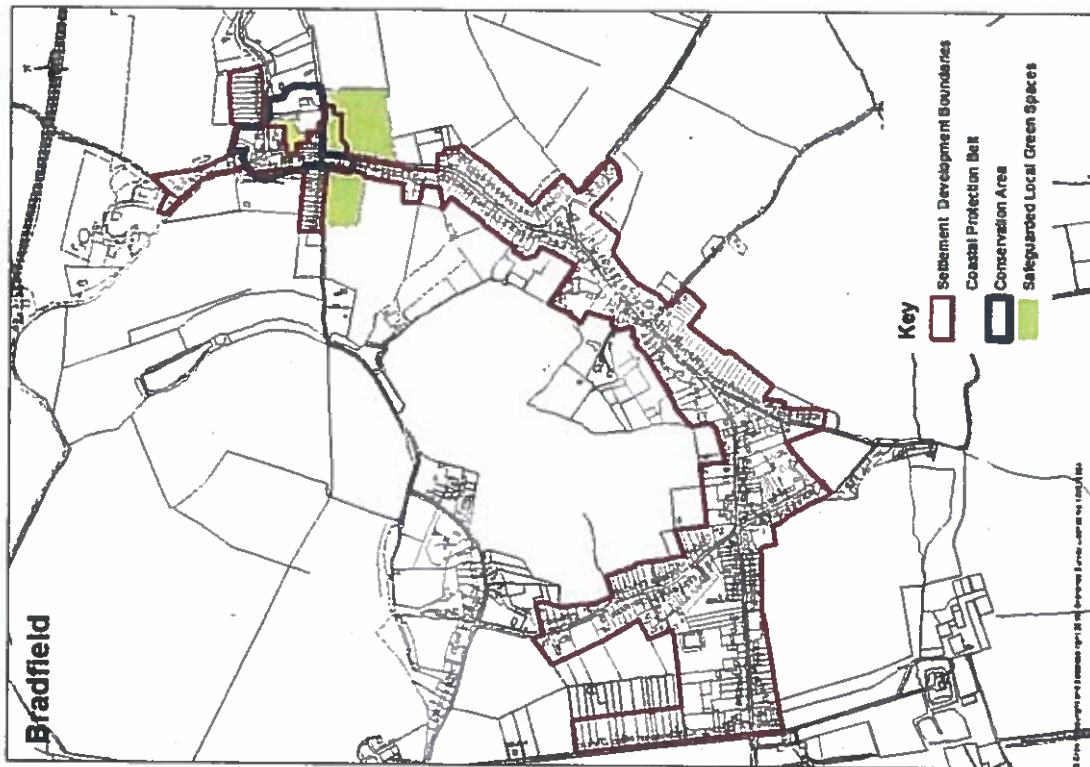 Bradfield
Key
Settlement Development Boundaries
Coastal Protection Belt
Conservation Area
Safeguarded Local Green Spaces